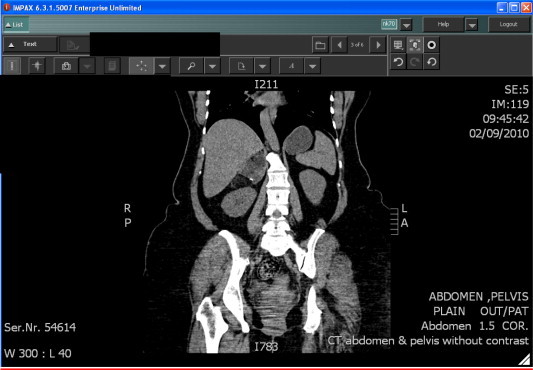 IMPAX 6.3.1.5007 Enterprise Unlimited
List
nk70
Help
Logout
Text
3 of 6
I211
SE:5
IM:119
09:45:42
02/09/2010
R
P
L
A
ABDOMEN ,PELVIS
PLAIN OUT/PAT
Abdomen 1.5 COR.
CT abdomen & pelvis without contrast
Ser.Nr. 54614
W 300 : L 40
I783